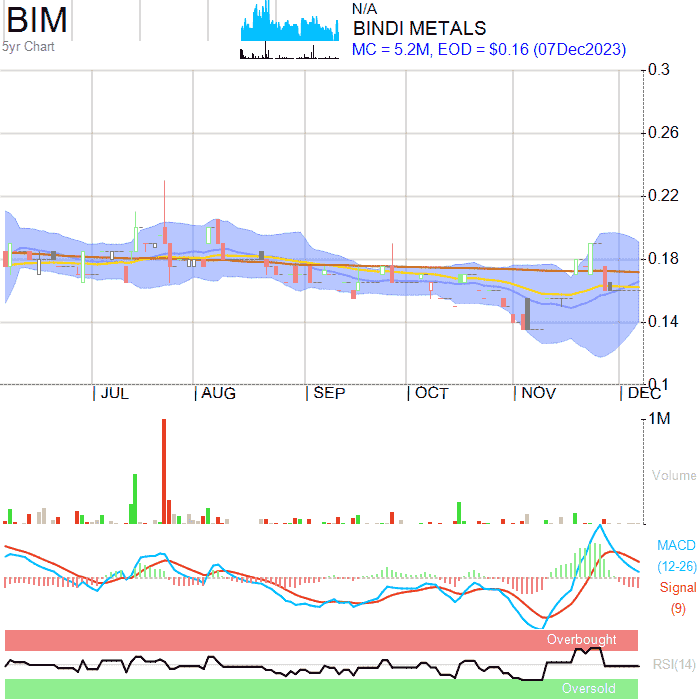 BIM
5yr Chart
N/A
BINDI METALS
MC = 5.2M, EOD = $0.16 (07Dec2023)
0.3
0.26
0.22
0.18
0.14
0.1
JUL AUG SEP OCT NOV DEC
1M
Volume
MACD
(12-26)
Signal
(9)
Overbought
RSI(14)
Oversold